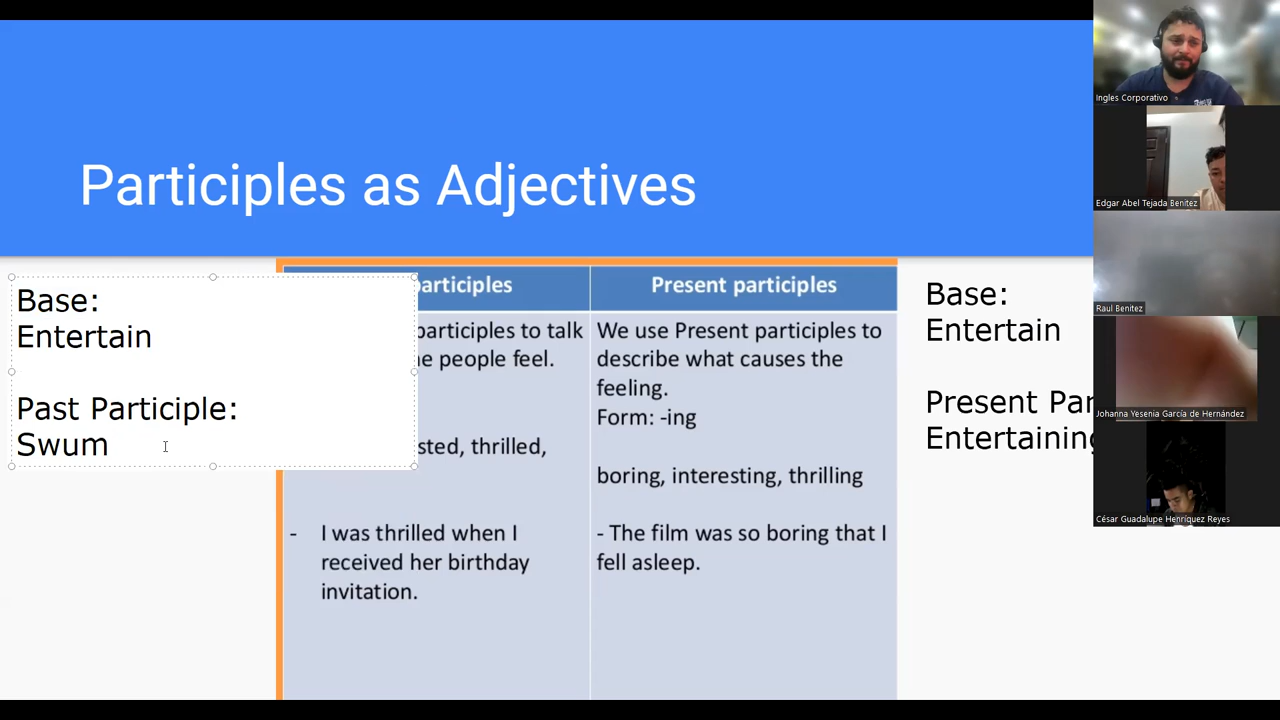 Participles as Adjectives
Base:
Entertain
Past Participle:
Swum
participles
participles to talk
people feel.
thrilled,
- I was thrilled when I
received her birthday
invitation.
Present participles
We use Present participles to
describe what causes the
feeling.
Form: -ing
boring, interesting, thrilling
- The film was so boring that I
fell asleep.
Base:
Entertain
Present
Entertaining
Ingles Corporativo
Edgar Abel Tejada Benitez
Raul Benitez
Johanna Yesenia García de Hernández
César Guadalupe Henríquez Reyes